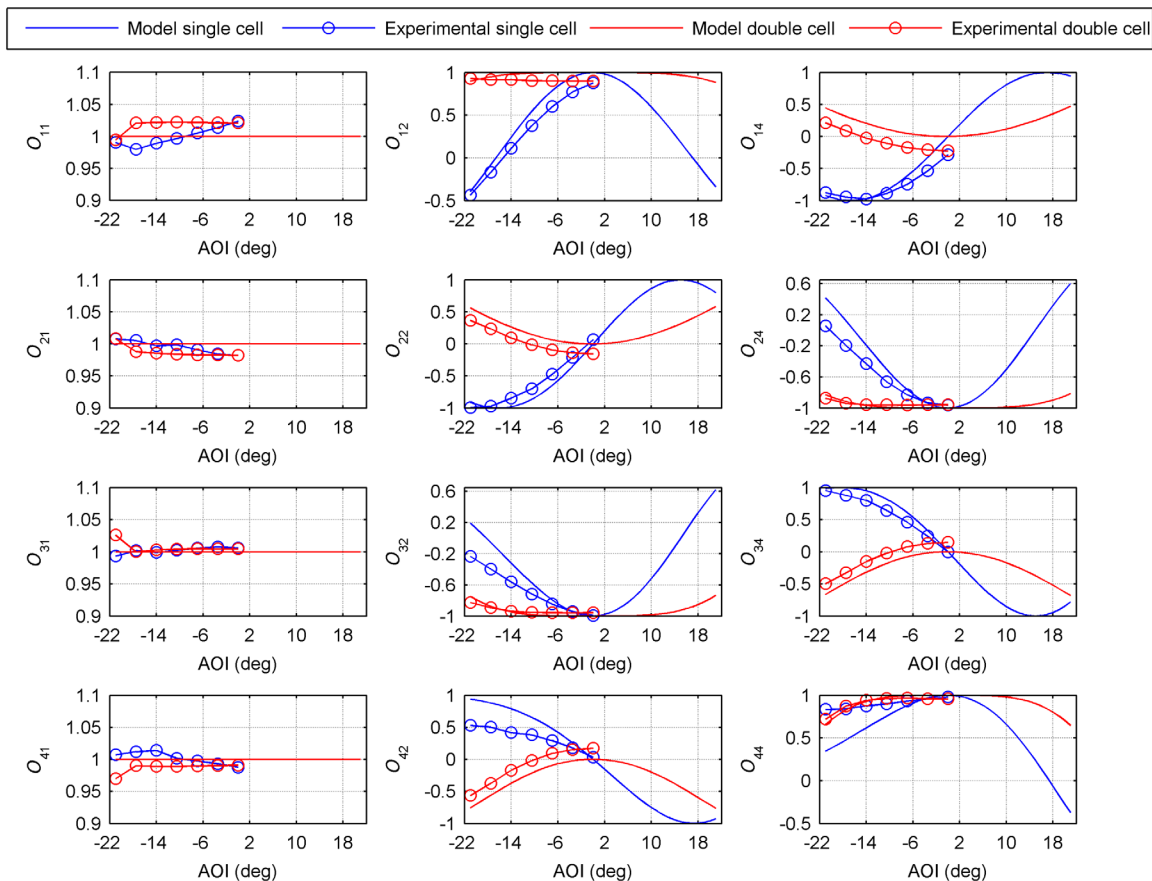 Model single cell Experimental single cell Model double cell Experimental double cell
1.1 1.05 1 0.95 0.9
O11
-22 -14 -6 2 10 18
AOI (deg)
1 0.5 0 -0.5
O12
-22 -14 -6 2 10 18
AOI (deg)
1 0.5 0 -0.5 -1
O14
-22 -14 -6 2 10 18
AOI (deg)
1.1 1.05 1 0.95 0.9
O21
-22 -14 -6 2 10 18
AOI (deg)
1 0.5 0 -0.5 -1
O22
-22 -14 -6 2 10 18
AOI (deg)
0.6 0.2 -0.2 -0.6 -1
O24
-22 -14 -6 2 10 18
AOI (deg)
1.1 1.05 1 0.95 0.9
O31
-22 -14 -6 2 10 18
AOI (deg)
0.6 0.2 -0.2 -0.6 -1
O32
-22 -14 -6 2 10 18
AOI (deg)
1 0.5 0 -0.5 -1
O34
-22 -14 -6 2 10 18
AOI (deg)
1.1 1.05 1 0.95 0.9
O41
-22 -14 -6 2 10 18
AOI (deg)
1 0.5 0 -0.5 -1
O42
-22 -14 -6 2 10 18
AOI (deg)
1 0.5 0 -0.5
O44
-22 -14 -6 2 10 18
AOI (deg)